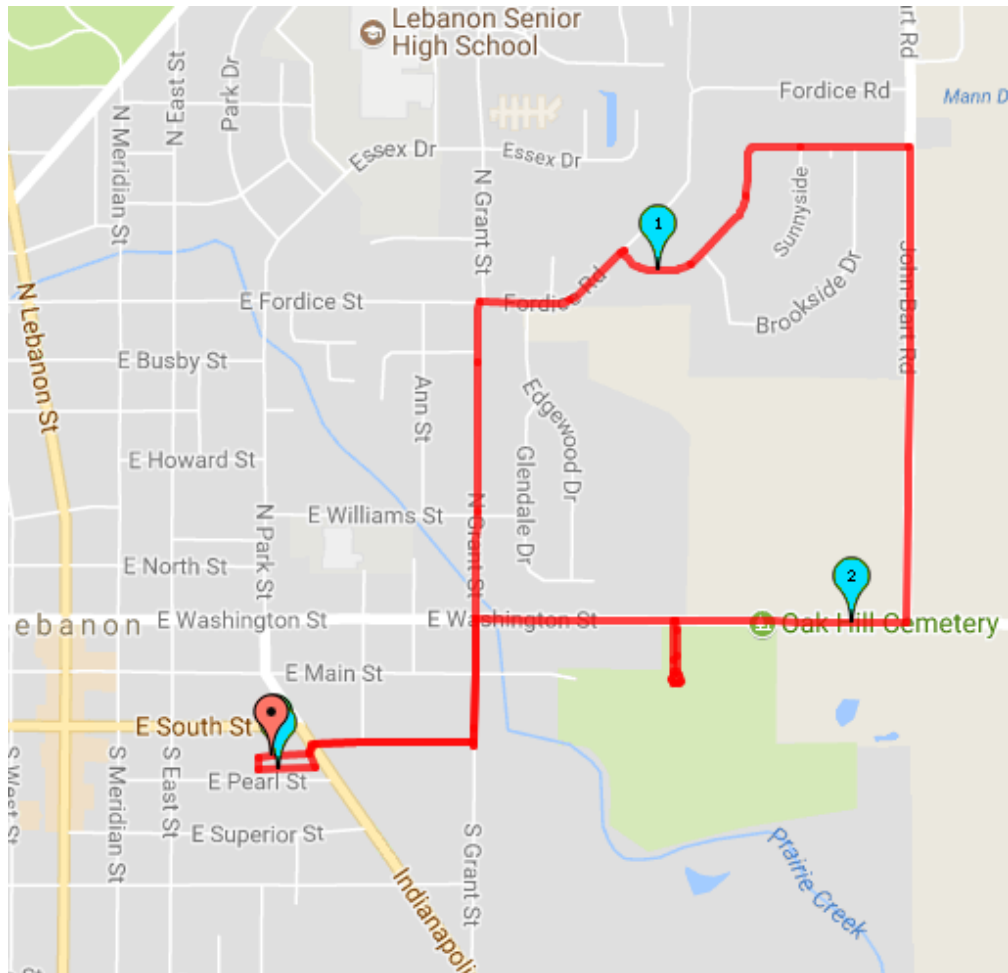 Lebanon Senior
High School
art Rd
N East St
Park Dr
Fordice Rd
Mann D
N Meridian St
Essex Dr
Essex Dr
N Grant St
Sunnyside
1
John Bart Rd
Brookside Dr
N Lebanon St
E Fordice St
Fordice Rd
E Busby St
Ann St
Edgewood Dr
E Howard St
Glendale Dr
N Grant St
N Park St
E Williams St
E North St
2
E Washington St
E Washington St
Oak Hill Cemetery
ebanon
E Main St
E South St
S West St
S Meridian St
S East St
E Pearl St
E Superior St
S Grant St
Indianapoli
Prairie Creek